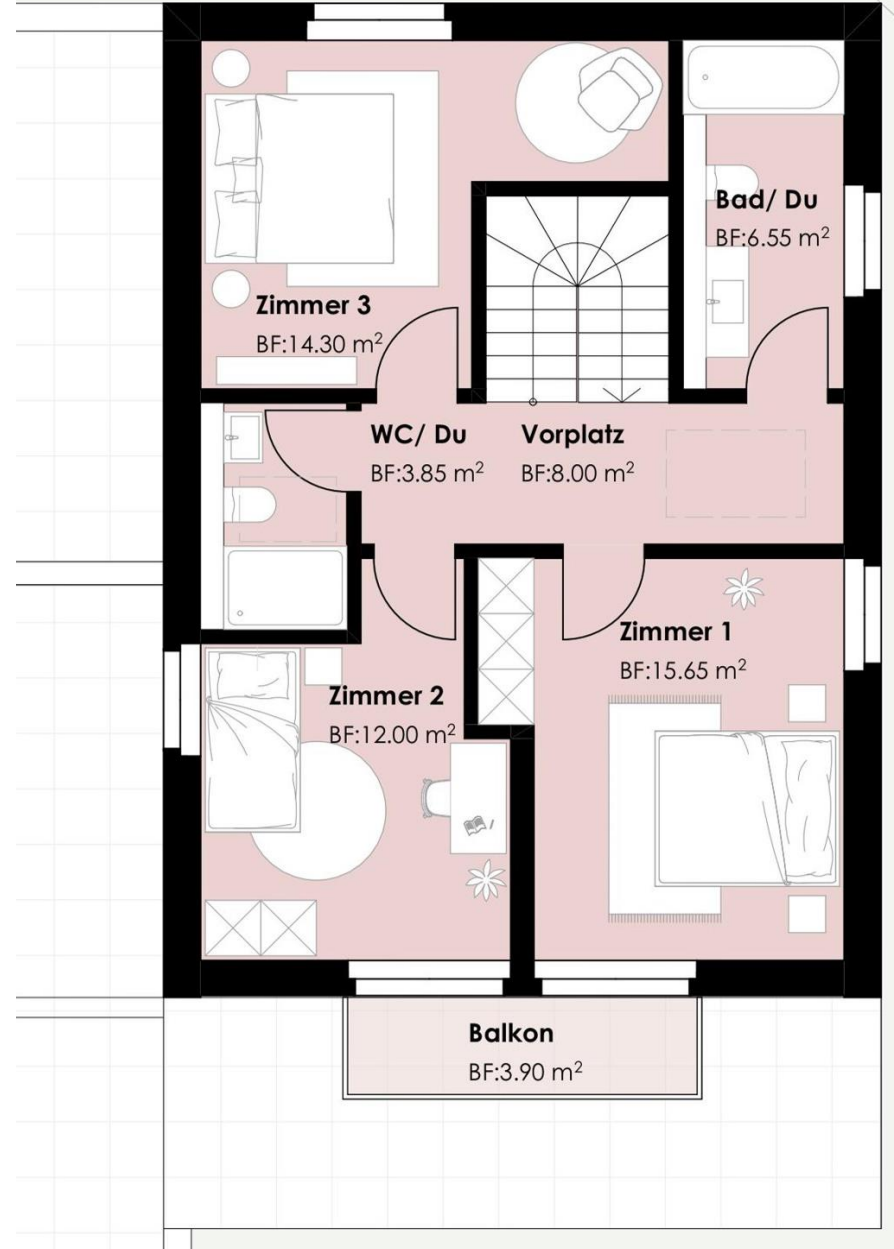 Bad/ Du
BF:6.55 m²
Zimmer 3
BF:14.30 m²
WC/ Du
BF:3.85 m²
Vorplatz
BF:8.00 m²
Zimmer 1
BF:15.65 m²
Zimmer 2
BF:12.00 m²
Balkon
BF:3.90 m²